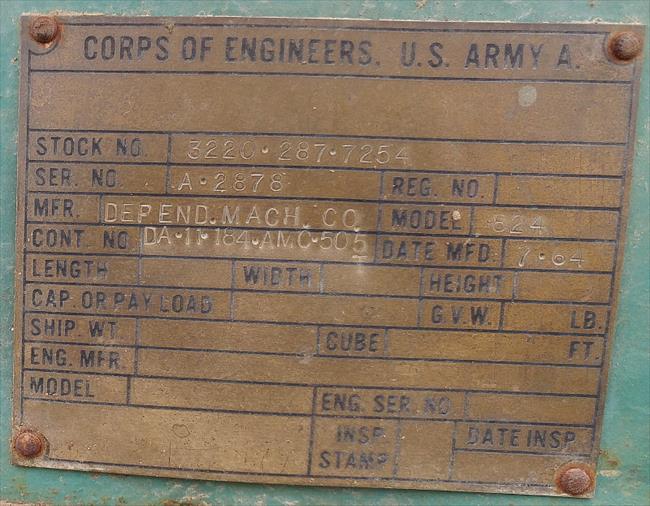 CORPS OF ENGINEERS. U.S. ARMY A.
STOCK NO. 3220·287·7254
SER. NO. A·2878 REG. NO.
MFR. DEPEND. MACH. CO MODEL 624
CONT. NO DA·11·184·AMC·505 DATE MFD. 7·64
LENGTH WIDTH HEIGHT
CAP. OR PAY LOAD G.V.W. LB.
SHIP. WT. CUBE FT.
ENG. MFR.
MODEL ENG. SER. NO.
INSP. STAMP DATE INSP.